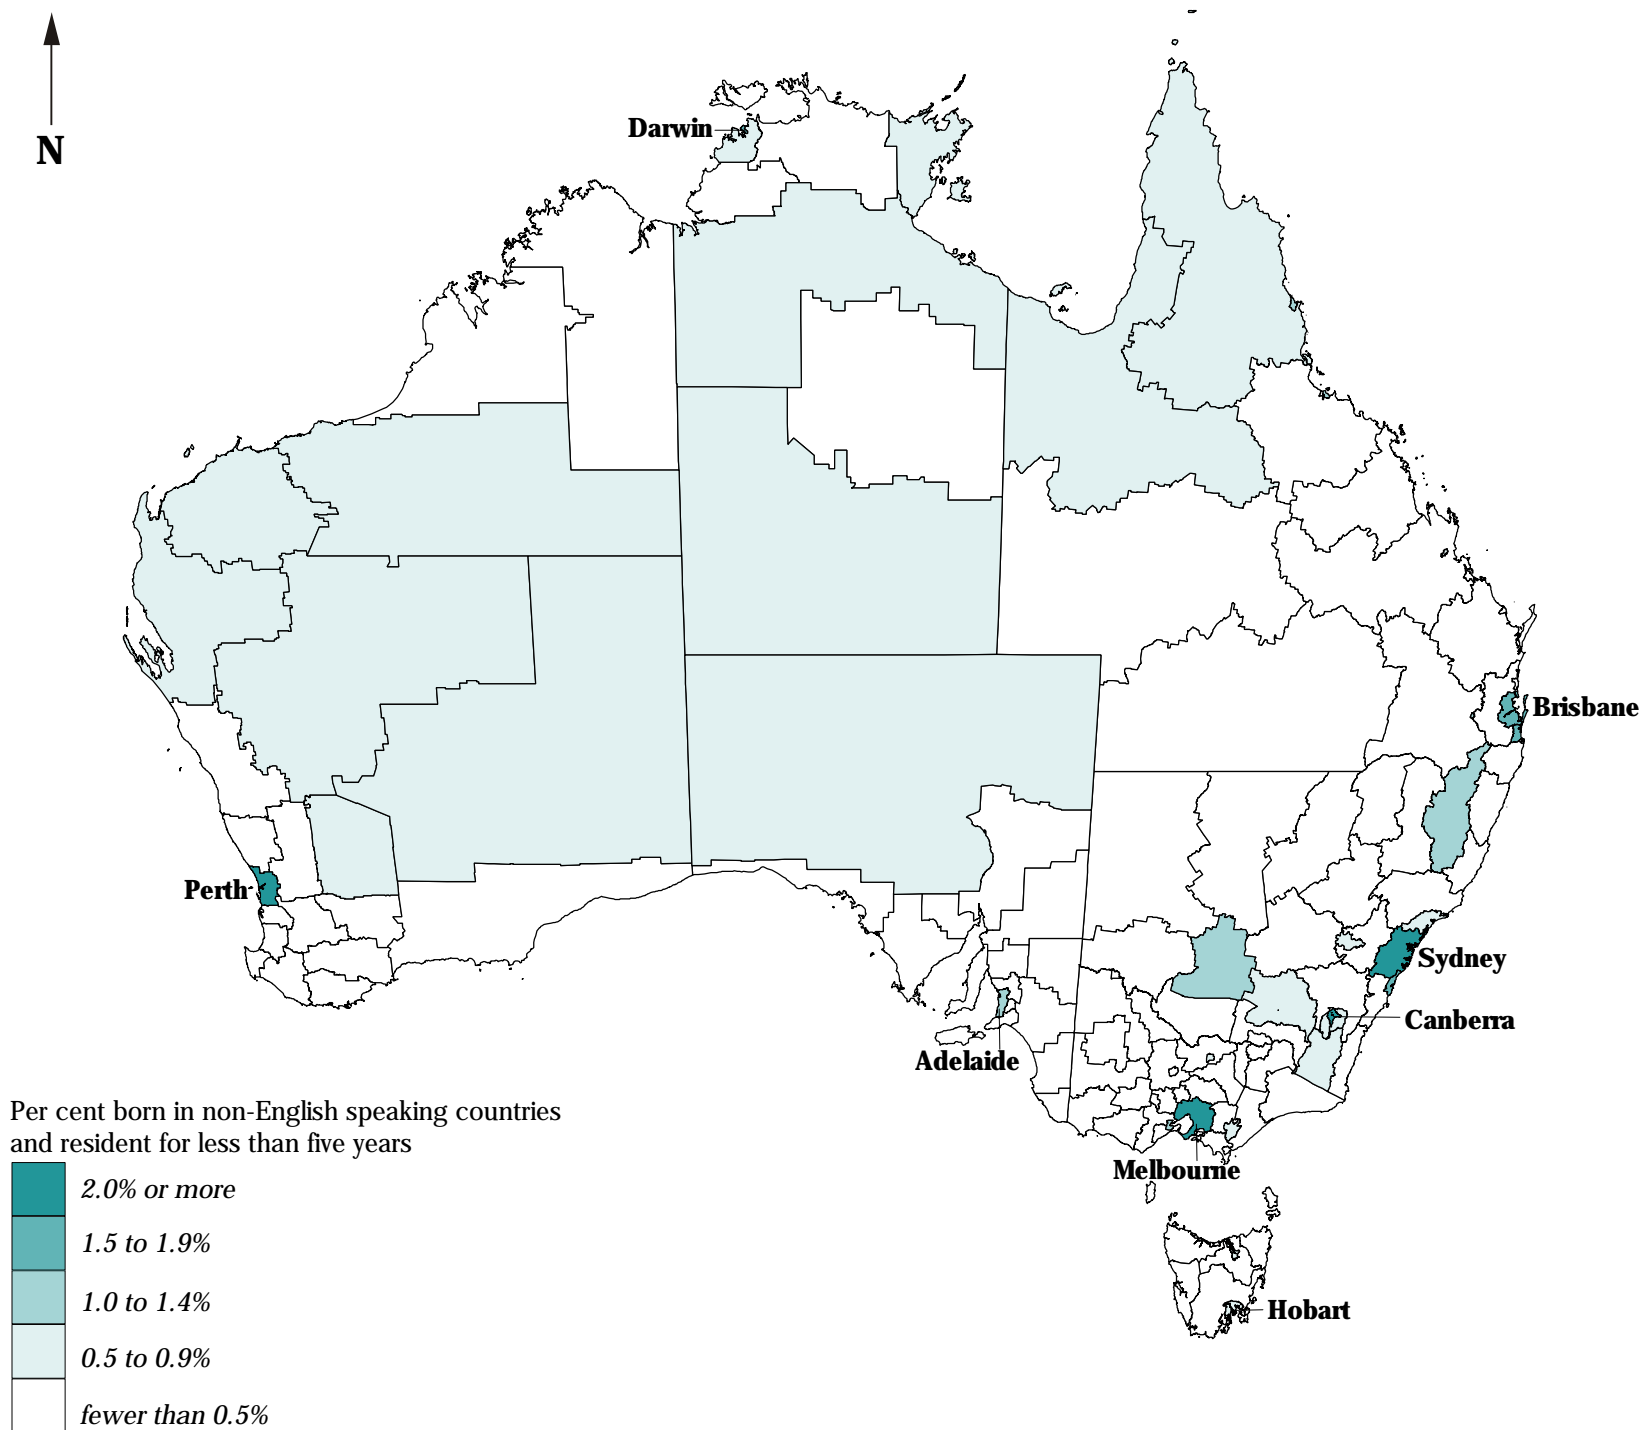 N
Darwin
Brisbane
Perth
Sydney
Canberra
Adelaide
Melbourne
Hobart
Per cent born in non-English speaking countries
and resident for less than five years
2.0% or more
1.5 to 1.9%
1.0 to 1.4%
0.5 to 0.9%
fewer than 0.5%